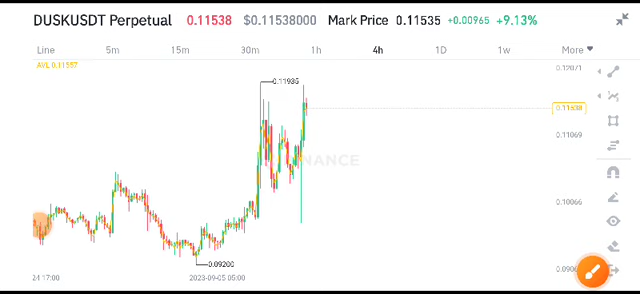 DUSKUSDT Perpetual 0.11538 $0.11538000 Mark Price 0.11535 +0.00965 +9.13%
Line 5m 15m 30m 1h 4h 1D 1w More
AVL 0.11557
0.12071
0.11935
0.11538
0.11069
0.10066
0.09200
24 17:00 2023-09-05 05:00